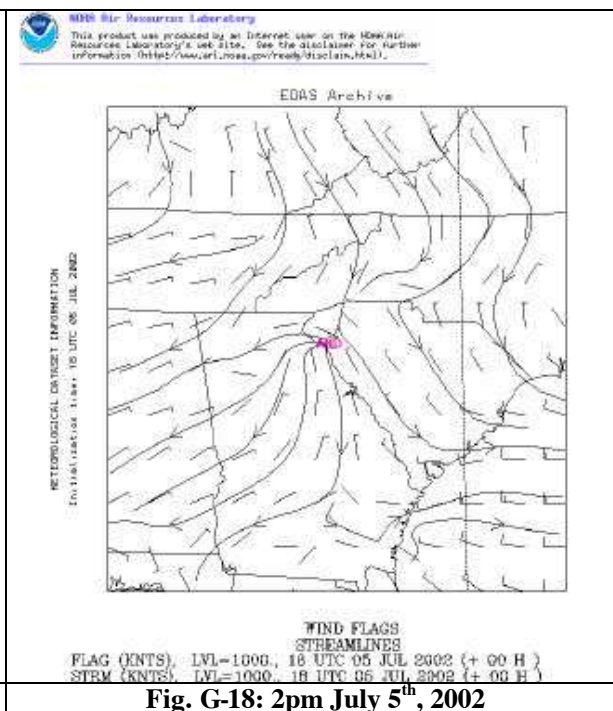 NOAA Air Resources Laboratory
This product was produced by an Internet user on the NOAA Air
Resources Laboratory's web site. See the disclaimer for further
information (http://www.arl.noaa.gov/ready/disclaim.html).
EDAS Archive
METEOROLOGICAL DATASET INFORMATION
Initialization time: 18 UTC 05 JUL 2002
WIND FLAGS
STREAMLINES
FLAG (KNTS), LVL=1000., 18 UTC 05 JUL 2002 (+ 00 H )
STRM (KNTS), LVL=1000., 18 UTC 05 JUL 2002 (+ 00 H )
Fig. G-18: 2pm July 5th, 2002